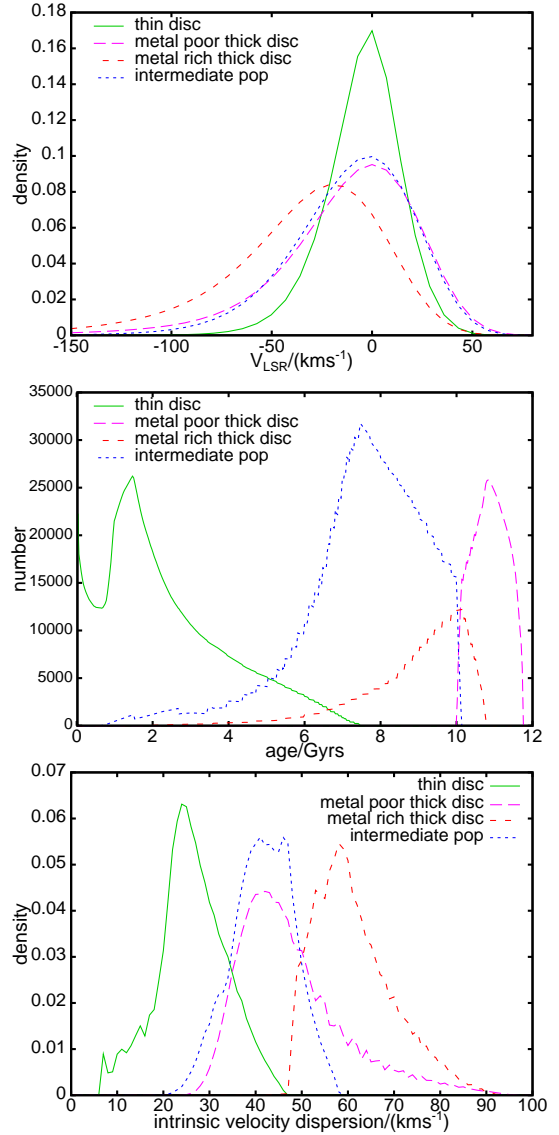 0.18
0.16
0.14
0.12
0.1
0.08
0.06
0.04
0.02
0
density
thin disc
metal poor thick disc
metal rich thick disc
intermediate pop
-150 -100 -50 0 50
V_LSR/(kms⁻¹)
35000
30000
25000
20000
15000
10000
5000
0
number
thin disc
metal poor thick disc
metal rich thick disc
intermediate pop
0 2 4 6 8 10 12
age/Gyrs
0.07
0.06
0.05
0.04
0.03
0.02
0.01
0
density
thin disc
metal poor thick disc
metal rich thick disc
intermediate pop
0 10 20 30 40 50 60 70 80 90 100
intrinsic velocity dispersion/(kms⁻¹)